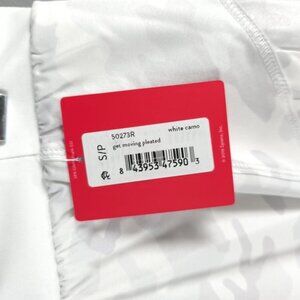 50273R white camo
get moving pleated
S/P
8 43953 47590 3